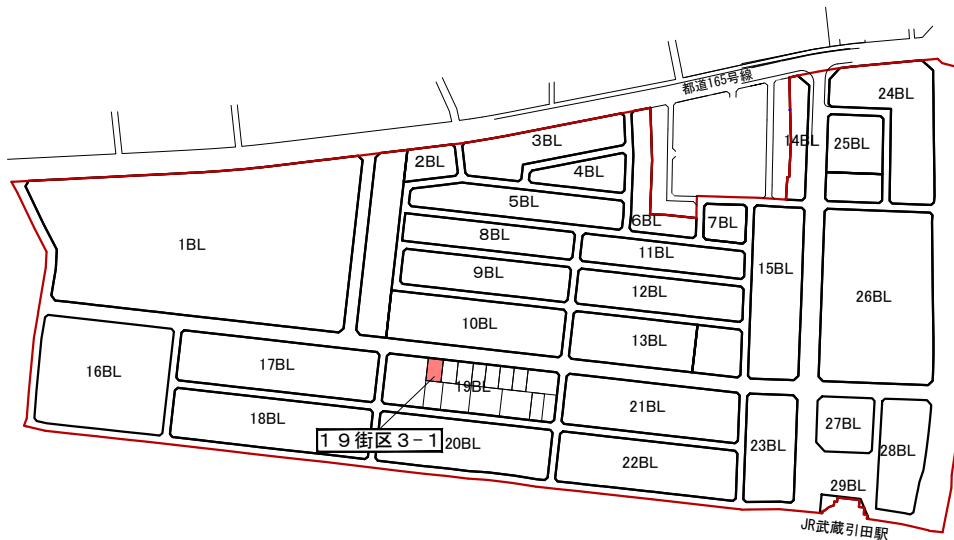 都道165号線
24BL
3BL
14BL
25BL
2BL
4BL
5BL
6BL
7BL
1BL
8BL
11BL
15BL
9BL
12BL
26BL
10BL
13BL
16BL
17BL
19BL
21BL
18BL
27BL
１９街区３-１
20BL
23BL
28BL
22BL
29BL
JR武蔵引田駅